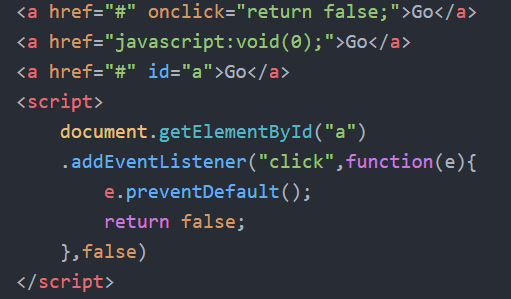 <a href="#" onclick="return false;">Go</a>
<a href="javascript:void(0);">Go</a>
<a href="#" id="a">Go</a>
<script>
    document.getElementById("a")
    .addEventListener("click",function(e){
        e.preventDefault();
        return false;
    },false)
</script>